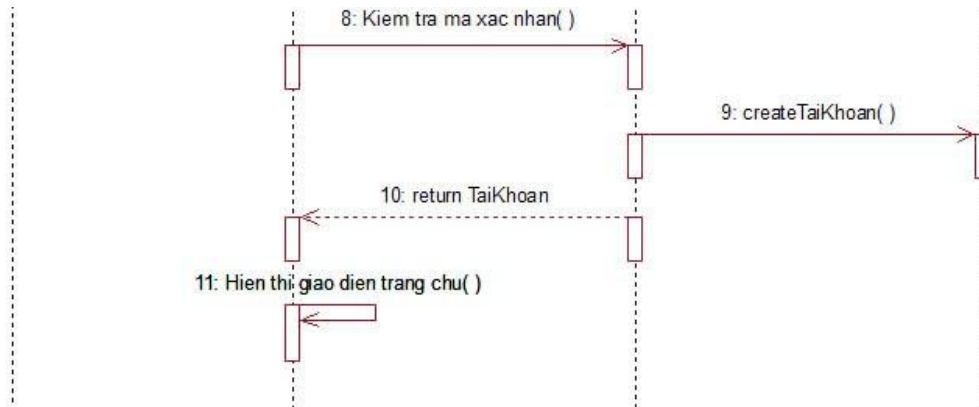 8: Kiem tra ma xac nhan( )
9: createTaiKhoan( )
10: return TaiKhoan
11: Hien thi giao dien trang chu( )